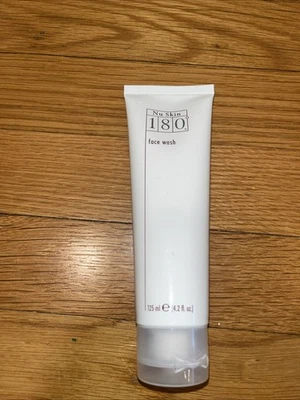 Nu Skin
180°
face wash
125 ml ℮ (4.2 fl. oz.)